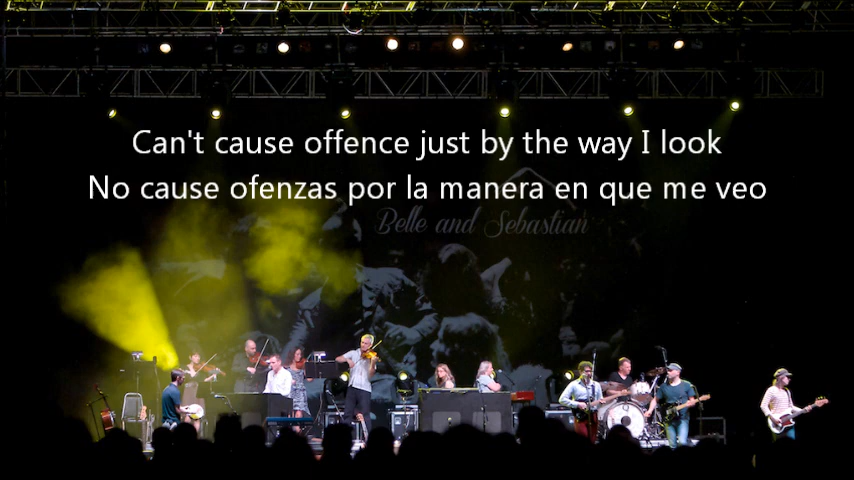 Can't cause offence just by the way I look
No cause ofenzas por la manera en que me veo
Belle and Sebastian